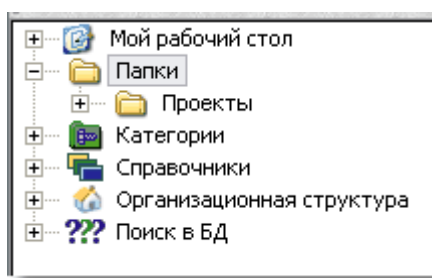 Мой рабочий стол
Папки
Проекты
Категории
Справочники
Организационная структура
??? Поиск в БД